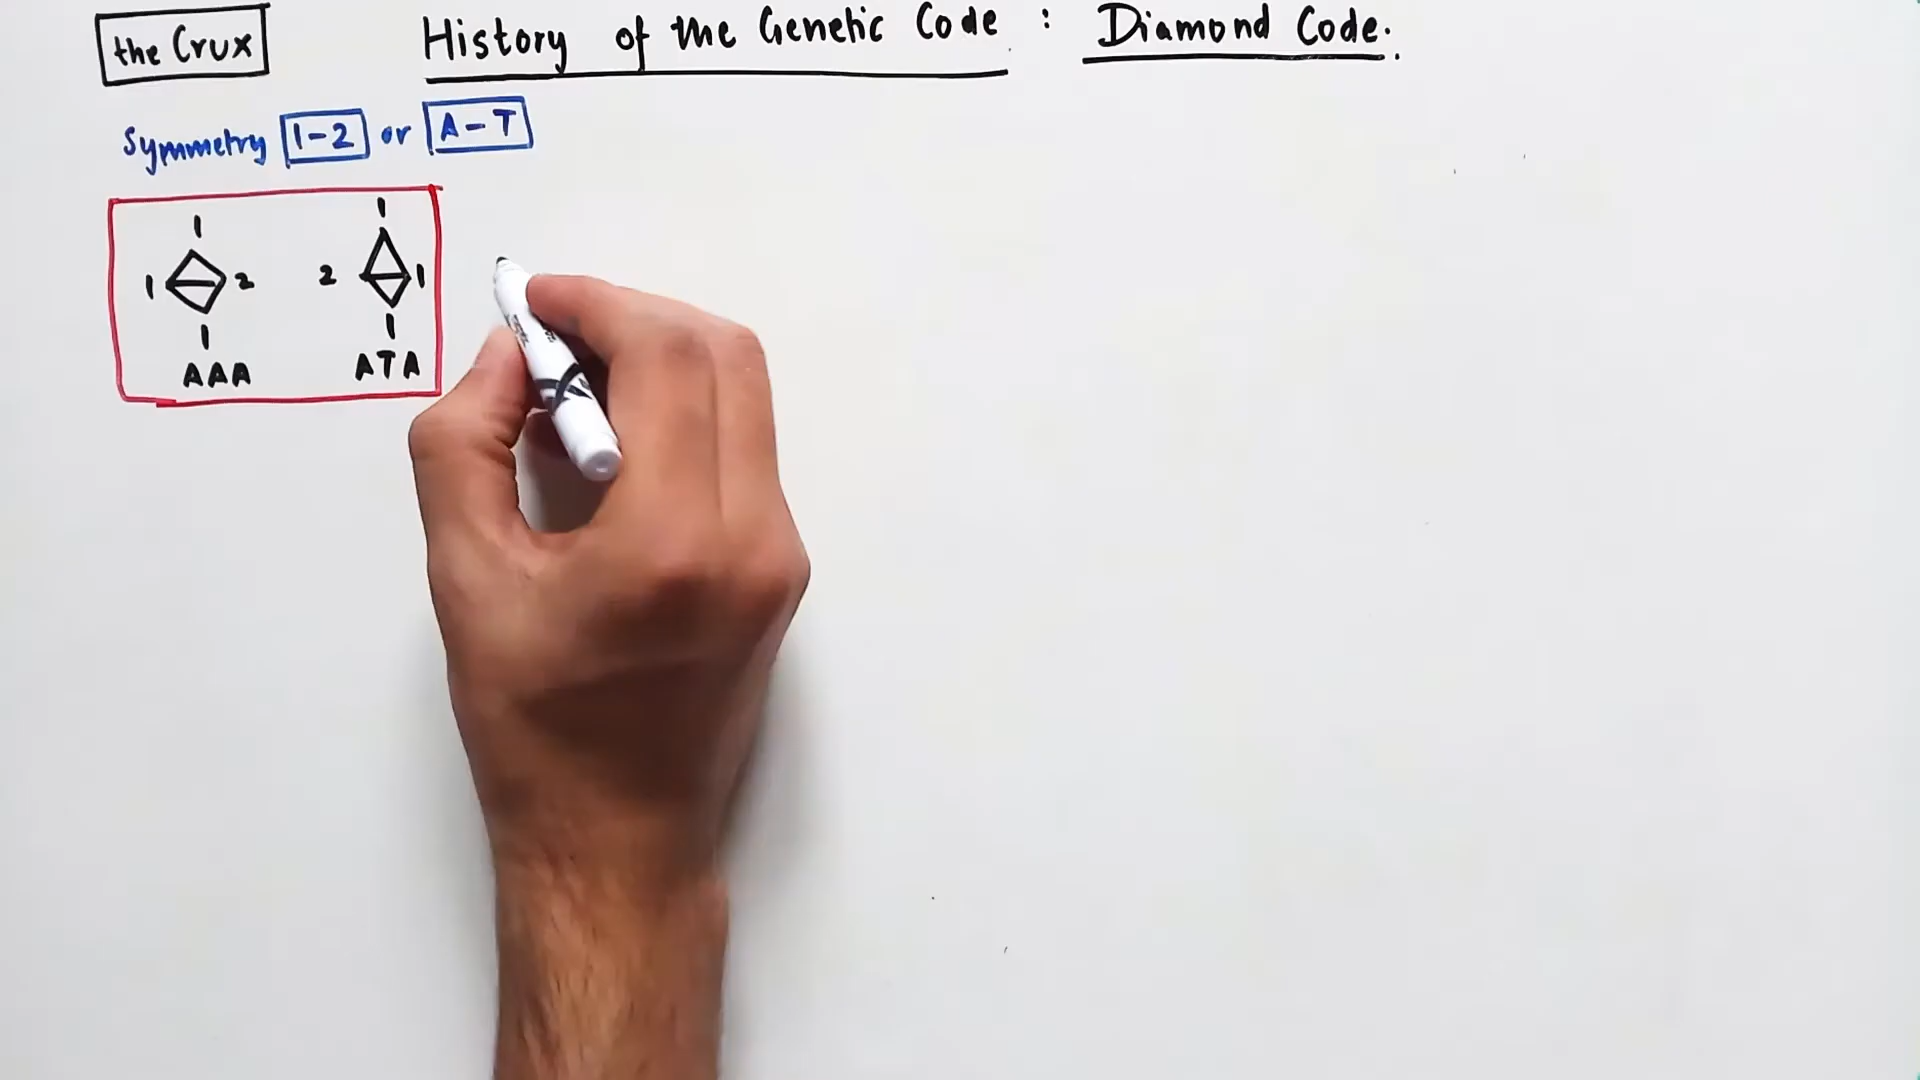 the Crux
History of the Genetic Code : Diamond Code.
Symmetry 1-2 or A-T
1 1
1 2 2 1
1 1
AAA ATA